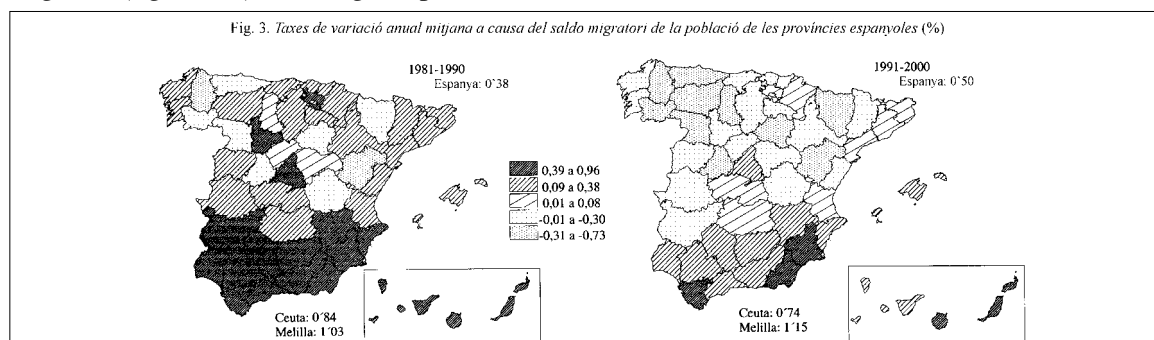 Fig. 3. Taxes de variació anual mitjana a causa del saldo migratori de la població de les províncies espanyoles (%)
1981-1990
Espanya: 0´38
1991-2000
Espanya: 0´50
0,39 a 0,96
0,09 a 0,38
0,01 a 0,08
-0,01 a -0,30
-0,31 a -0,73
Ceuta: 0´84
Melilla: 1´03
Ceuta: 0´74
Melilla: 1´15